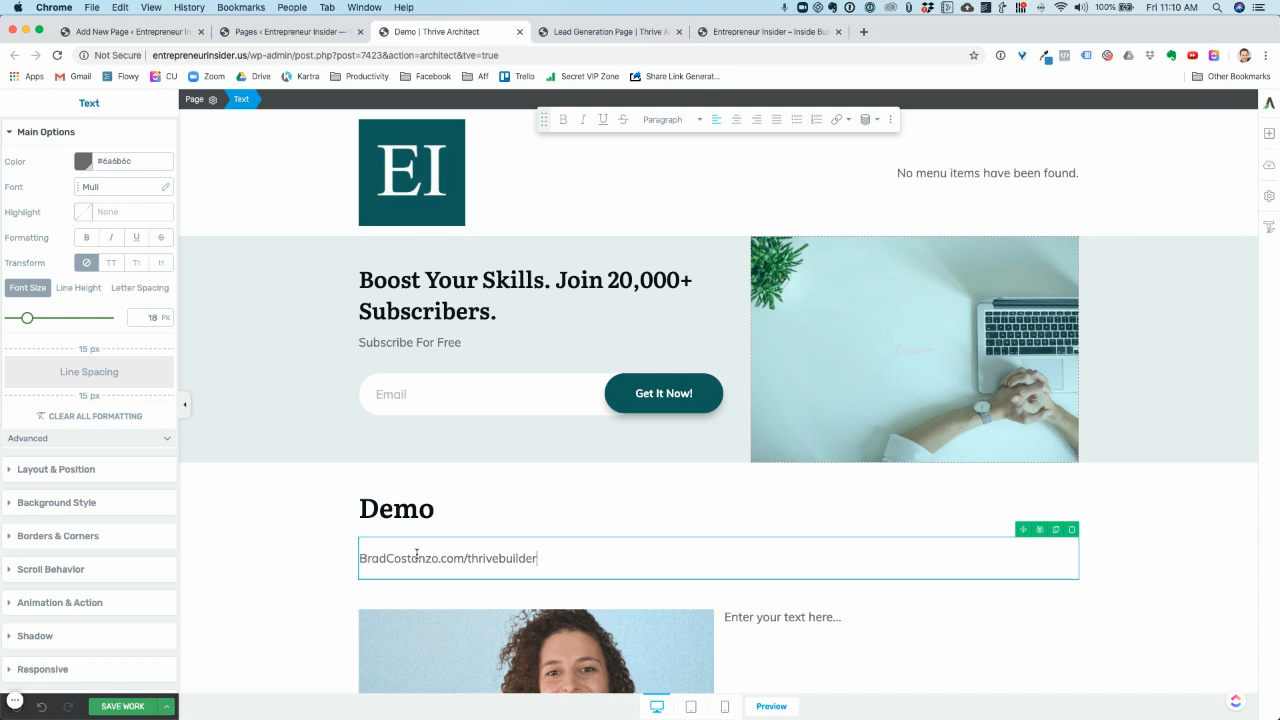 Chrome File Edit View History Bookmarks People Tab Window Help
100% Fri 11:10 AM
Add New Page ‹ Entrepreneur In
Pages ‹ Entrepreneur Insider —
Demo | Thrive Architect
Lead Generation Page | Thrive A
Entrepreneur Insider – Inside Bu
Not Secure | entrepreneurinsider.us/wp-admin/post.php?post=7423&action=architect&tve=true
Apps Gmail Flowy CU Zoom Drive Kartra Productivity Facebook Aff Trello Secret VIP Zone Share Link Generat... Other Bookmarks
Text
Page Text
Main Options
Color #6a6b6c
Font Muli
Highlight None
Formatting B I U S
Transform TT Tt tt
Font Size Line Height Letter Spacing
18 PX
15 px
Line Spacing
15 px
CLEAR ALL FORMATTING
Advanced
Layout & Position
Background Style
Borders & Corners
Scroll Behavior
Animation & Action
Shadow
Responsive
SAVE WORK
B I U S Paragraph
EI
No menu items have been found.
Boost Your Skills. Join 20,000+
Subscribers.
Subscribe For Free
Email Get It Now!
Column
Demo
BradCostanzo.com/thrivebuilder
Enter your text here...
Preview